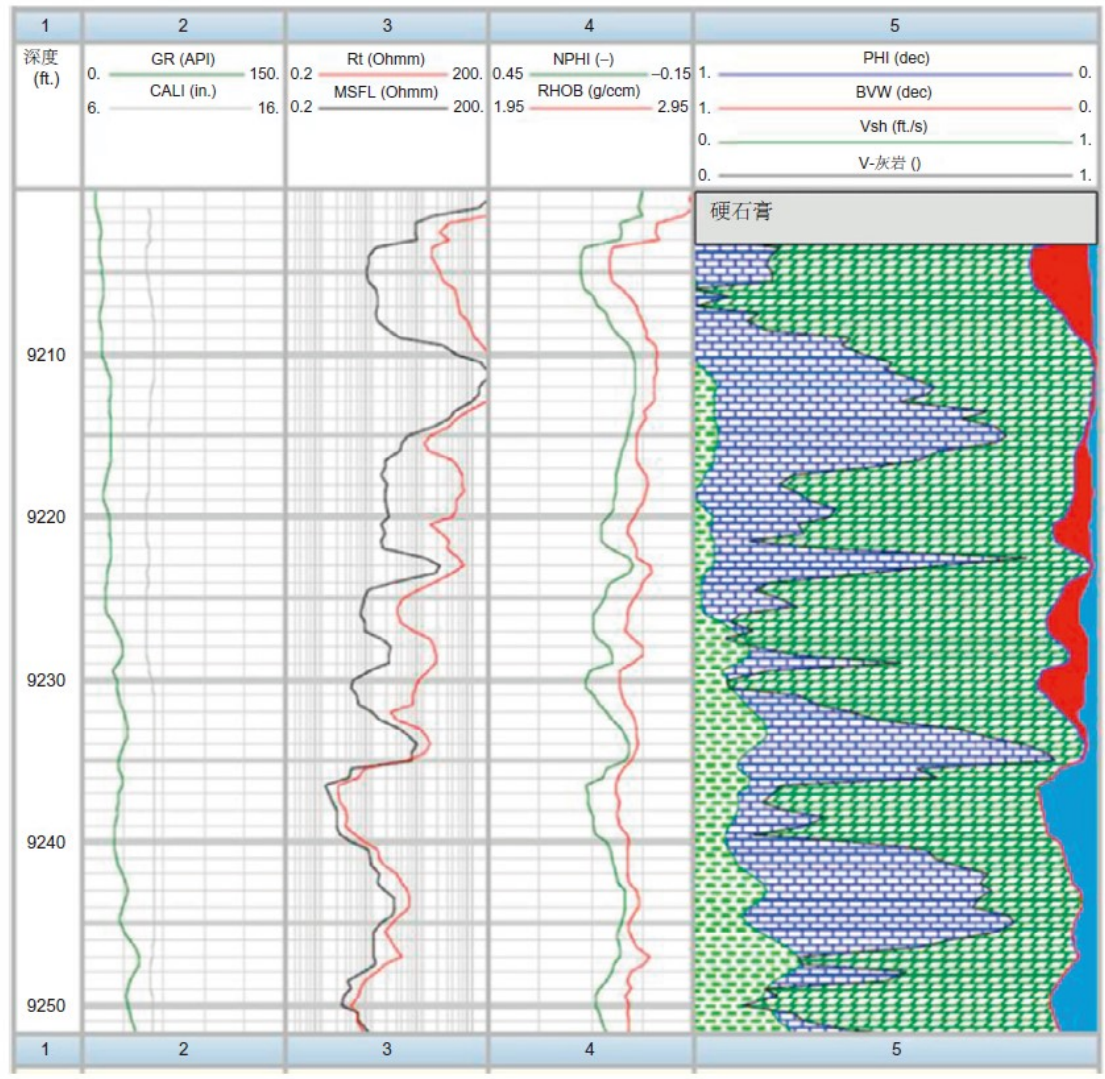 1 2 3 4 5
深度
(ft.)
0. GR (API) 150.
6. CALI (in.) 16.
0.2 Rt (Ohmm) 200.
0.2 MSFL (Ohmm) 200.
0.45 NPHI (–) –0.15
1.95 RHOB (g/ccm) 2.95
1. PHI (dec) 0.
1. BVW (dec) 0.
0. Vsh (ft./s) 1.
0. V-灰岩 () 1.
硬石膏
9210
9220
9230
9240
9250
1 2 3 4 5